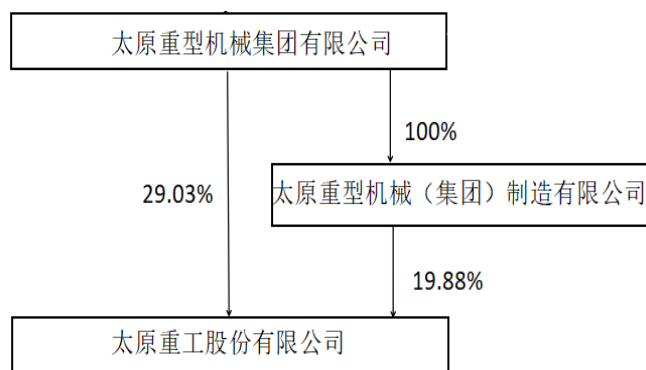 太原重型机械集团有限公司
100%
29.03%
太原重型机械（集团）制造有限公司
19.88%
太原重工股份有限公司